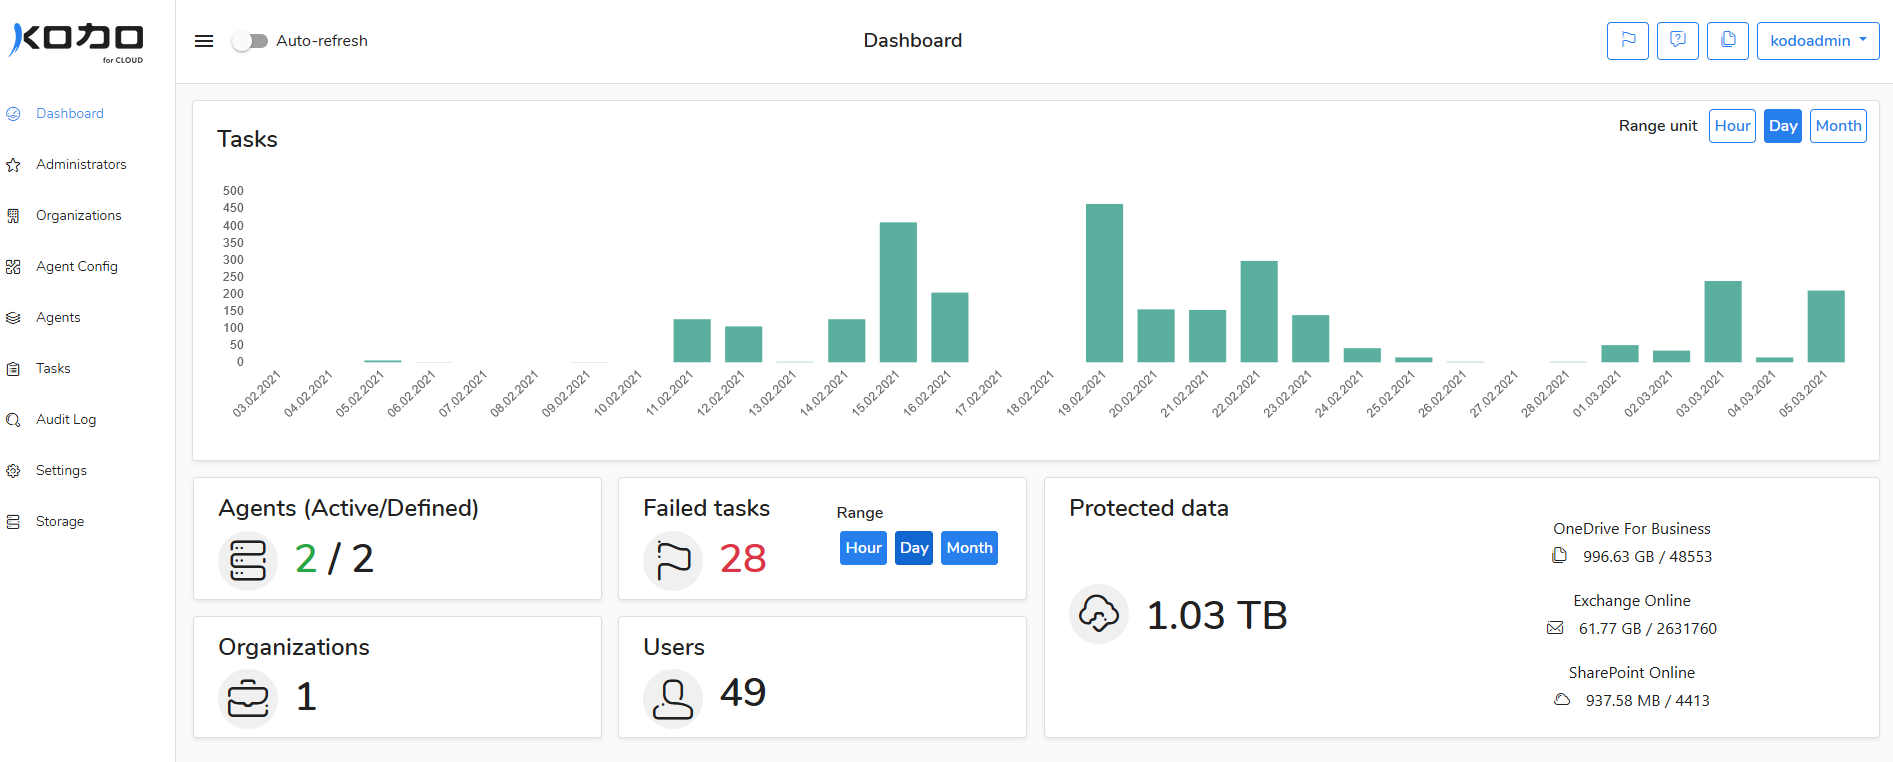 KODO
for CLOUD
Auto-refresh
Dashboard
kodoadmin
Dashboard
Administrators
Organizations
Agent Config
Agents
Tasks
Audit Log
Settings
Storage
Tasks
Range unit Hour Day Month
500
450
400
350
300
250
200
150
100
50
0
03.02.2021
04.02.2021
05.02.2021
06.02.2021
07.02.2021
08.02.2021
09.02.2021
10.02.2021
11.02.2021
12.02.2021
13.02.2021
14.02.2021
15.02.2021
16.02.2021
17.02.2021
18.02.2021
19.02.2021
20.02.2021
21.02.2021
22.02.2021
23.02.2021
24.02.2021
25.02.2021
26.02.2021
27.02.2021
28.02.2021
01.03.2021
02.03.2021
03.03.2021
04.03.2021
05.03.2021
Agents (Active/Defined)
2 / 2
Failed tasks
28
Range
Hour Day Month
Organizations
1
Users
49
Protected data
1.03 TB
OneDrive For Business
996.63 GB / 48553
Exchange Online
61.77 GB / 2631760
SharePoint Online
937.58 MB / 4413